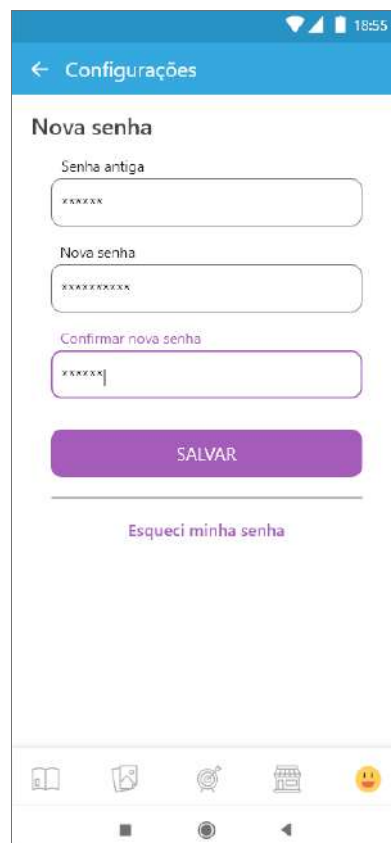 18:55
Configurações
Nova senha
Senha antiga
******
Nova senha
**********
Confirmar nova senha
******
SALVAR
Esqueci minha senha